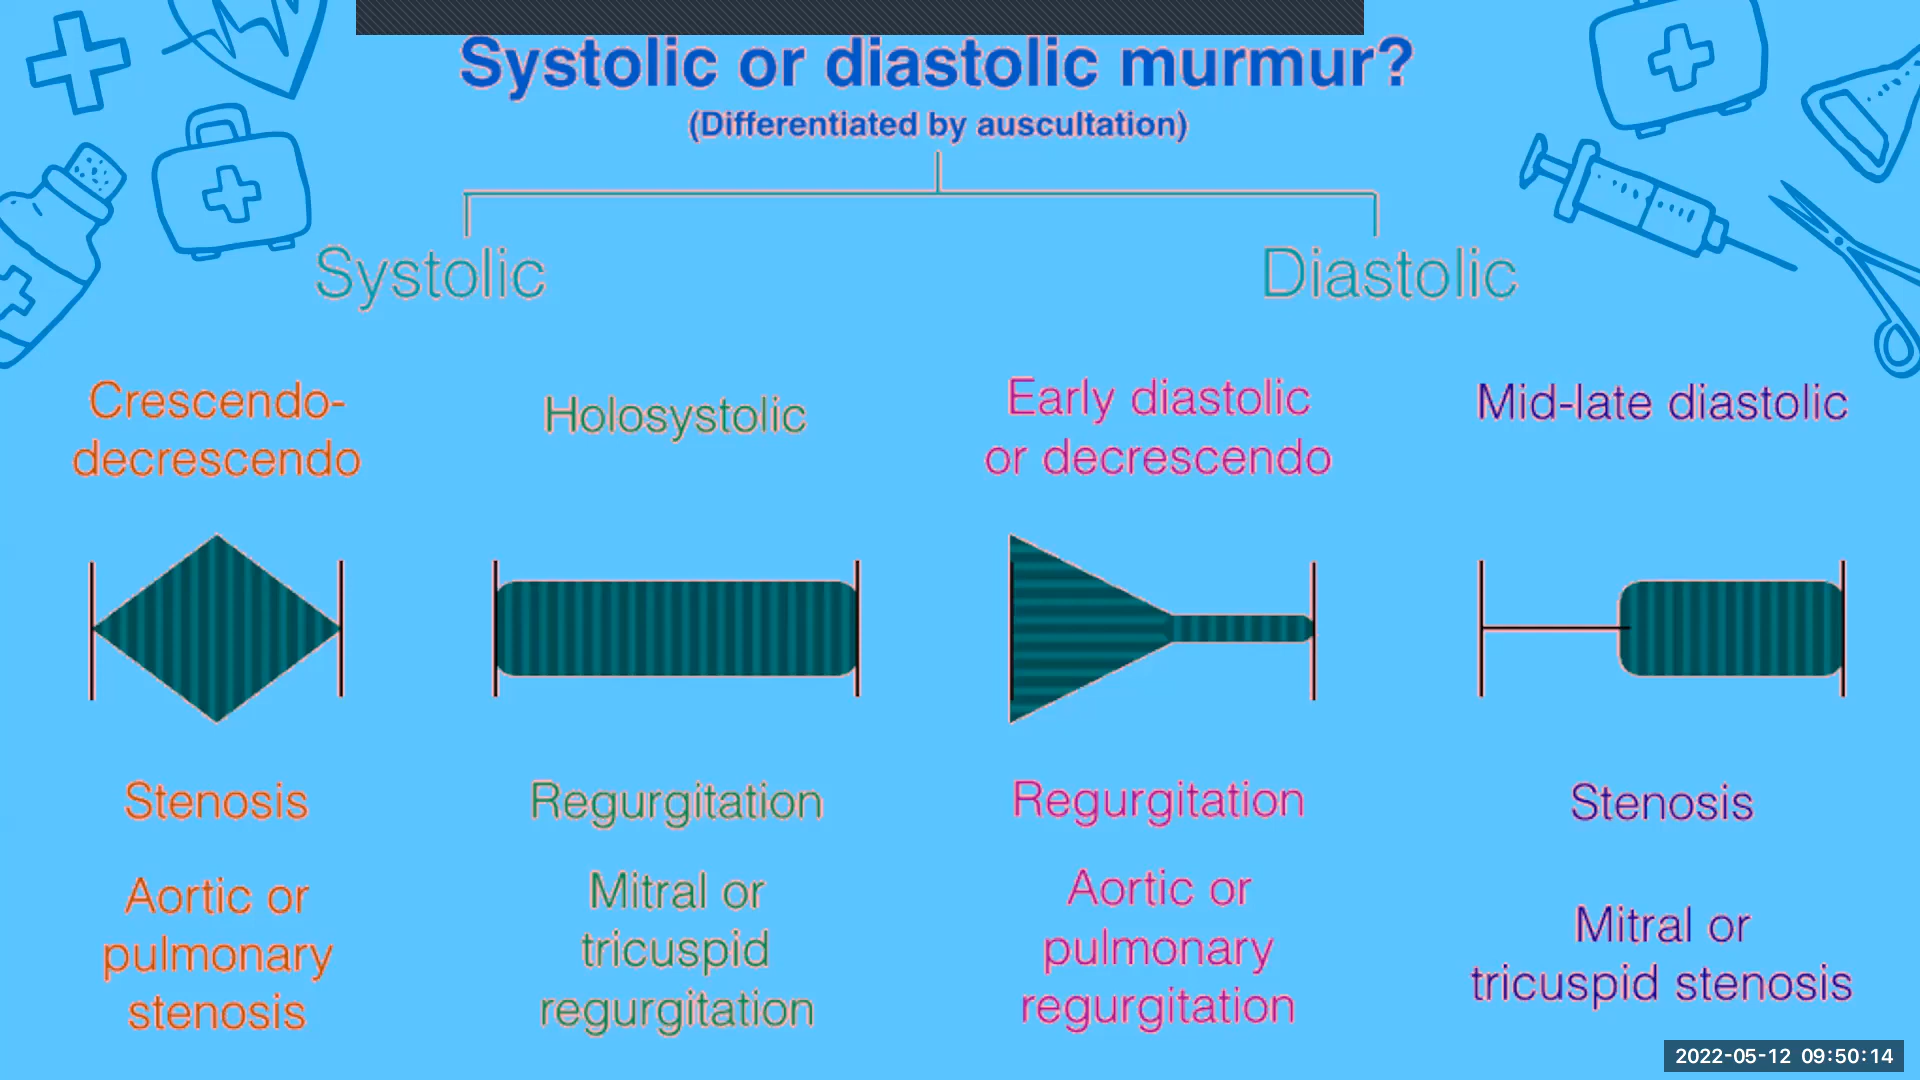 Systolic or diastolic murmur?
(Differentiated by auscultation)
Systolic
Diastolic
Crescendo-
decrescendo
Holosystolic
Early diastolic
or decrescendo
Mid-late diastolic
Stenosis
Regurgitation
Regurgitation
Stenosis
Aortic or
pulmonary
stenosis
Mitral or
tricuspid
regurgitation
Aortic or
pulmonary
regurgitation
Mitral or
tricuspid stenosis
2022-05-12 09:50:14